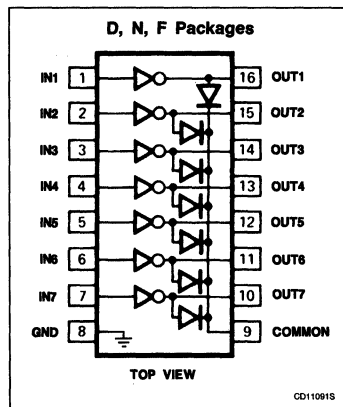 D, N, F Packages
IN1 1 16 OUT1
IN2 2 15 OUT2
IN3 3 14 OUT3
IN4 4 13 OUT4
IN5 5 12 OUT5
IN6 6 11 OUT6
IN7 7 10 OUT7
GND 8 9 COMMON
TOP VIEW
CD11091S